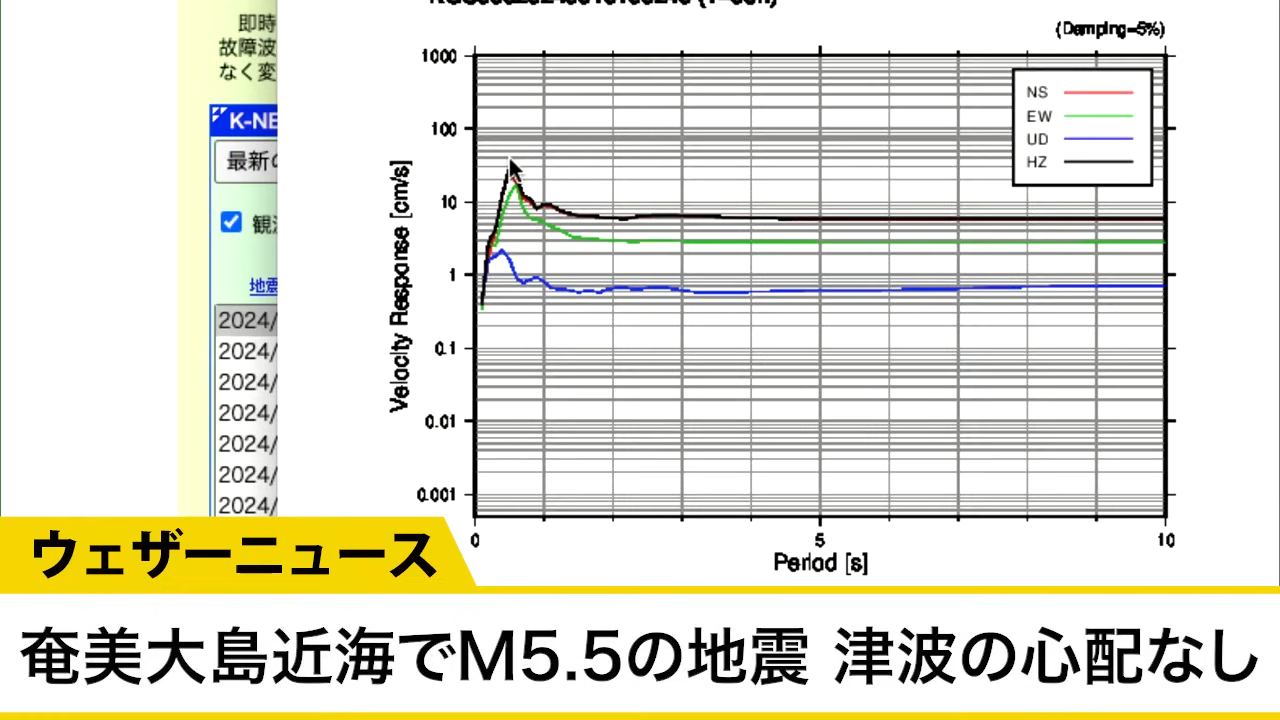 即時
故障波
なく変
K-NE
最新の
観測
地震
2024/
2024/
2024/
2024/
2024/
2024/
2024/
(Damping=5%)
1000
100
10
1
0.1
0.01
0.001
Velocity Response [cm/s]
NS
EW
UD
HZ
0
5
10
Period [s]
ウェザーニュース
奄美大島近海でM5.5の地震 津波の心配なし